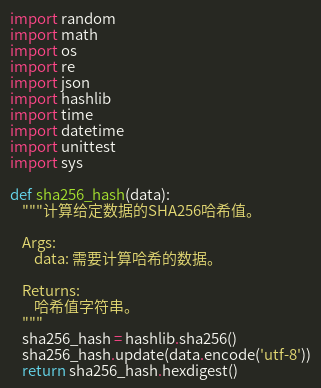 import random
import math
import os
import re
import json
import hashlib
import time
import datetime
import unittest
import sys

def sha256_hash(data):
    """计算给定数据的SHA256哈希值。

    Args:
        data: 需要计算哈希的数据。

    Returns:
        哈希值字符串。
    """
    sha256_hash = hashlib.sha256()
    sha256_hash.update(data.encode('utf-8'))
    return sha256_hash.hexdigest()